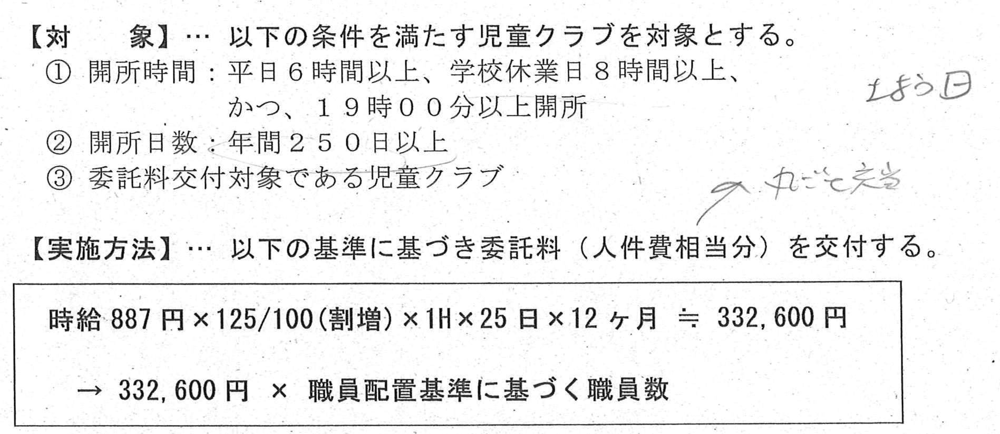 【対　　象】… 以下の条件を満たす児童クラブを対象とする。
① 開所時間：平日６時間以上、学校休業日８時間以上、
かつ、１９時００分以上開所
② 開所日数：年間２５０日以上
③ 委託料交付対象である児童クラブ
日
丸ごと充当
【実施方法】… 以下の基準に基づき委託料（人件費相当分）を交付する。
時給 887 円×125/100(割増)×1H×25 日×12 ヶ月 ≒ 332,600 円
→ 332,600 円 × 職員配置基準に基づく職員数